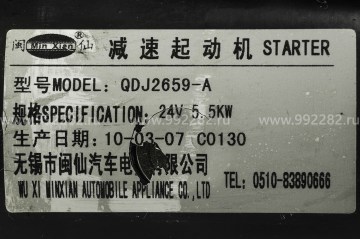 闽 Min Xian ® 仙 减速起动机 STARTER
型号MODEL: QDJ2659-A
规格SPECIFICATION: 24V 5.5KW
www.992282.ru
生产日期: 10-03-07 C0130
无锡市闽仙汽车电 有限公司
WU XI MINXIAN AUTOMOBILE APPLIANCE CO.,LTD
TEL: 0510-83890666